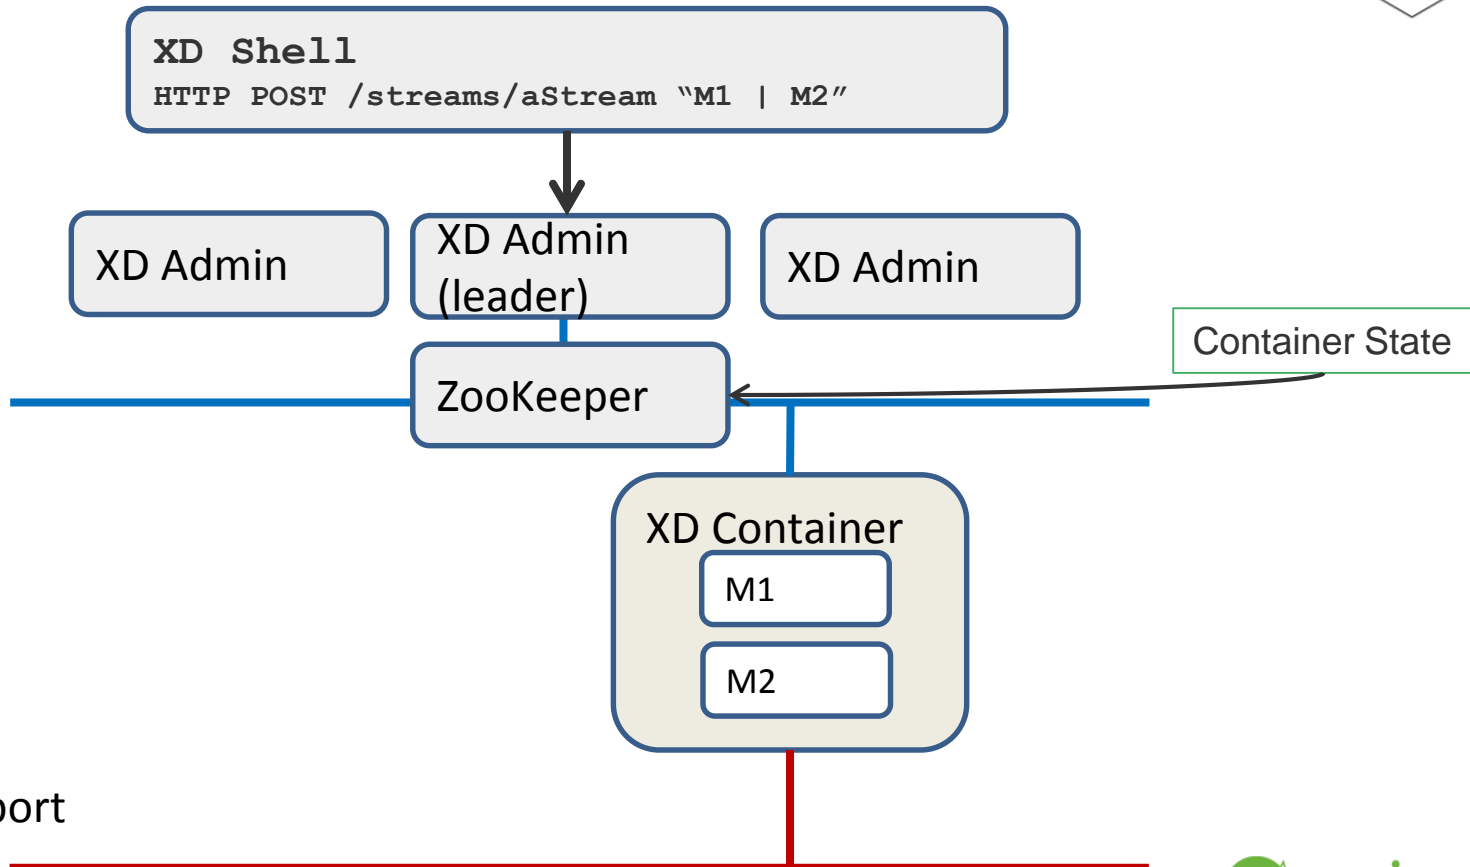 XD Shell
HTTP POST /streams/aStream “M1 | M2”
XD Admin
XD Admin
(leader)
XD Admin
Container State
ZooKeeper
XD Container
M1
M2
port